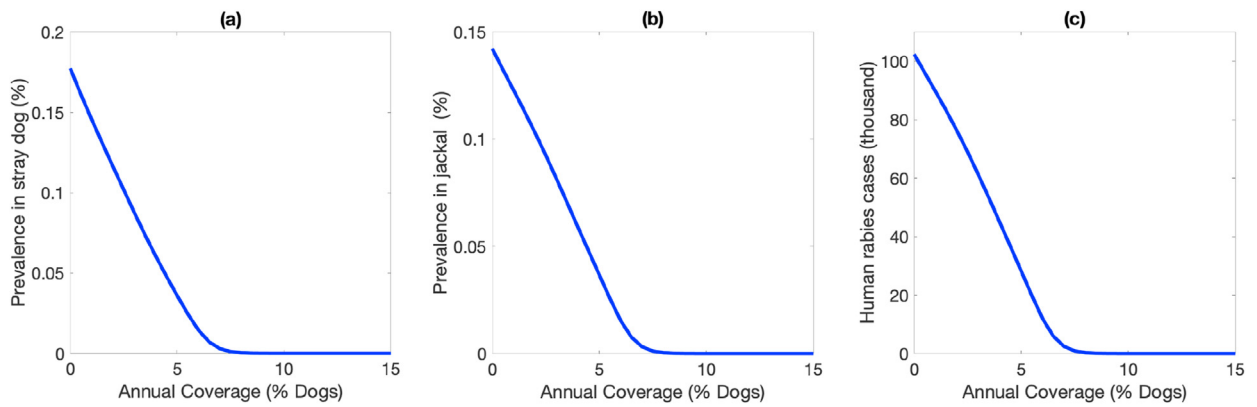 (a)
0.2
0.15
0.1
0.05
0
0 5 10 15
Prevalence in stray dog (%)
Annual Coverage (% Dogs)
(b)
0.15
0.1
0.05
0
0 5 10 15
Prevalence in jackal (%)
Annual Coverage (% Dogs)
(c)
100
80
60
40
20
0
0 5 10 15
Human rabies cases (thousand)
Annual Coverage (% Dogs)